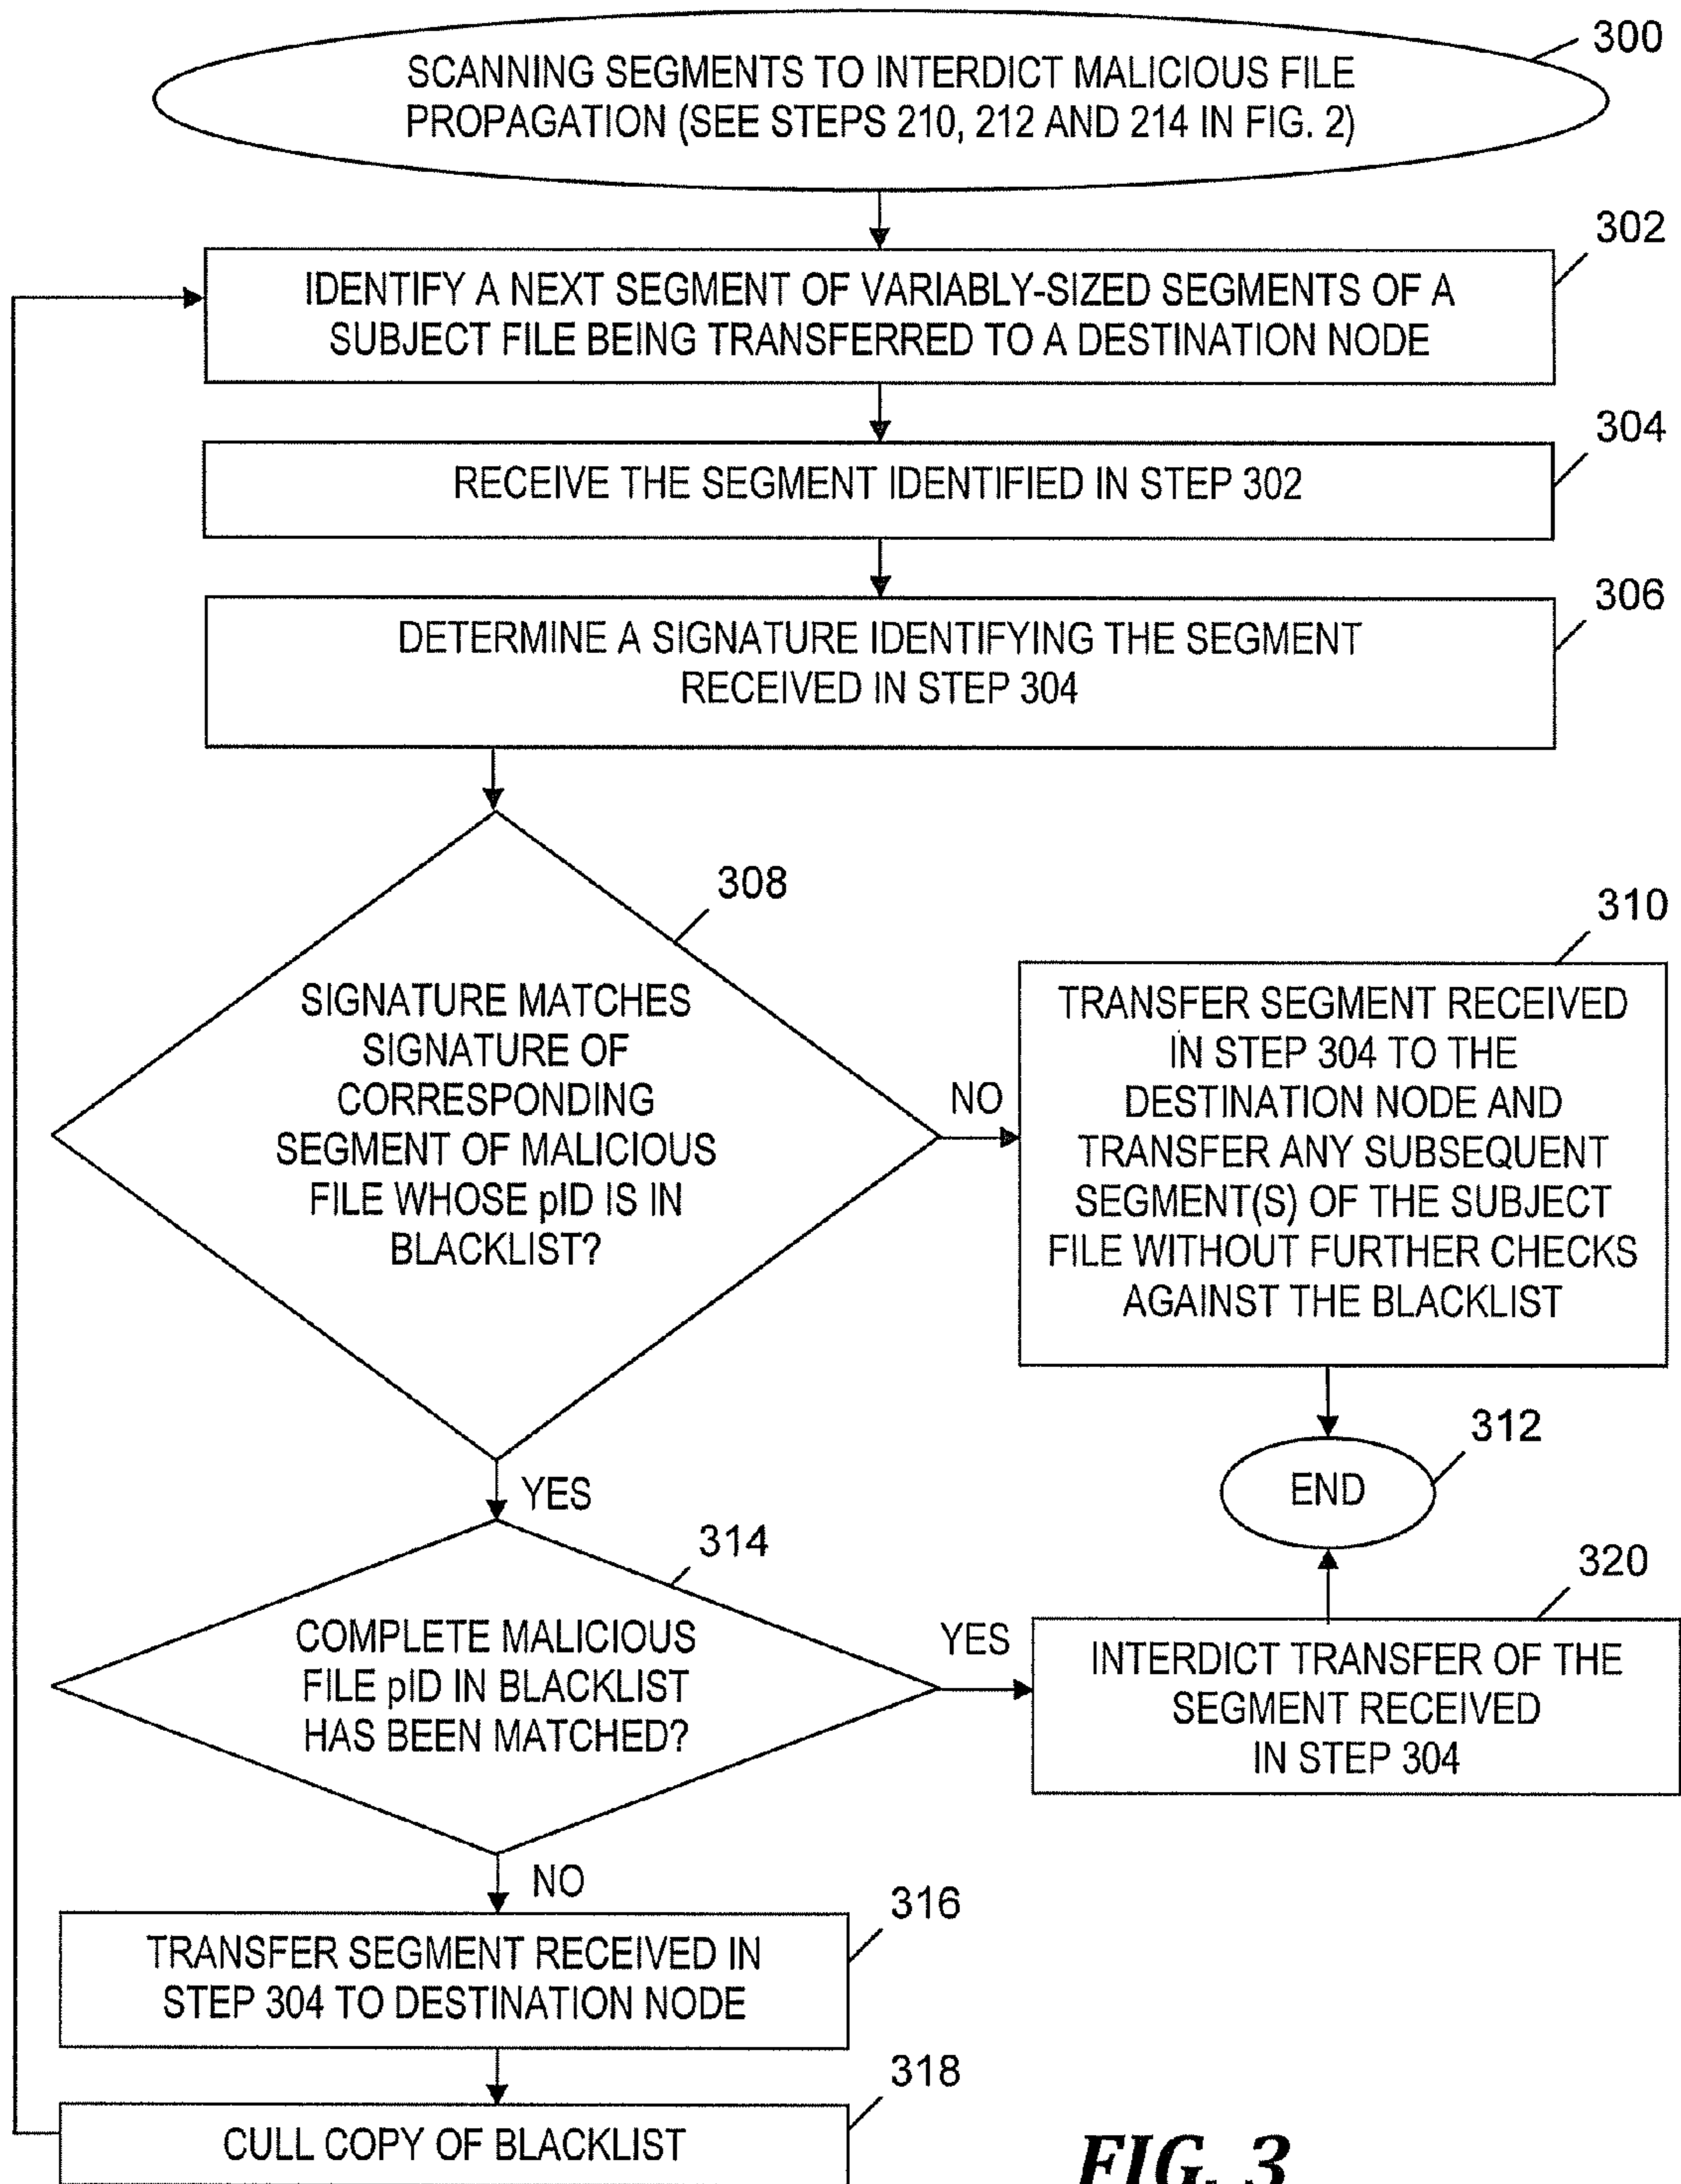 300
SCANNING SEGMENTS TO INTERDICT MALICIOUS FILE
PROPAGATION (SEE STEPS 210, 212 AND 214 IN FIG. 2)
302
IDENTIFY A NEXT SEGMENT OF VARIABLY-SIZED SEGMENTS OF A
SUBJECT FILE BEING TRANSFERRED TO A DESTINATION NODE
304
RECEIVE THE SEGMENT IDENTIFIED IN STEP 302
306
DETERMINE A SIGNATURE IDENTIFYING THE SEGMENT
RECEIVED IN STEP 304
308
SIGNATURE MATCHES
SIGNATURE OF
CORRESPONDING
SEGMENT OF MALICIOUS
FILE WHOSE pID IS IN
BLACKLIST?
NO
310
TRANSFER SEGMENT RECEIVED
IN STEP 304 TO THE
DESTINATION NODE AND
TRANSFER ANY SUBSEQUENT
SEGMENT(S) OF THE SUBJECT
FILE WITHOUT FURTHER CHECKS
AGAINST THE BLACKLIST
312
END
YES
314
COMPLETE MALICIOUS
FILE pID IN BLACKLIST
HAS BEEN MATCHED?
YES
320
INTERDICT TRANSFER OF THE
SEGMENT RECEIVED
IN STEP 304
NO
316
TRANSFER SEGMENT RECEIVED IN
STEP 304 TO DESTINATION NODE
318
CULL COPY OF BLACKLIST
FIG. 3